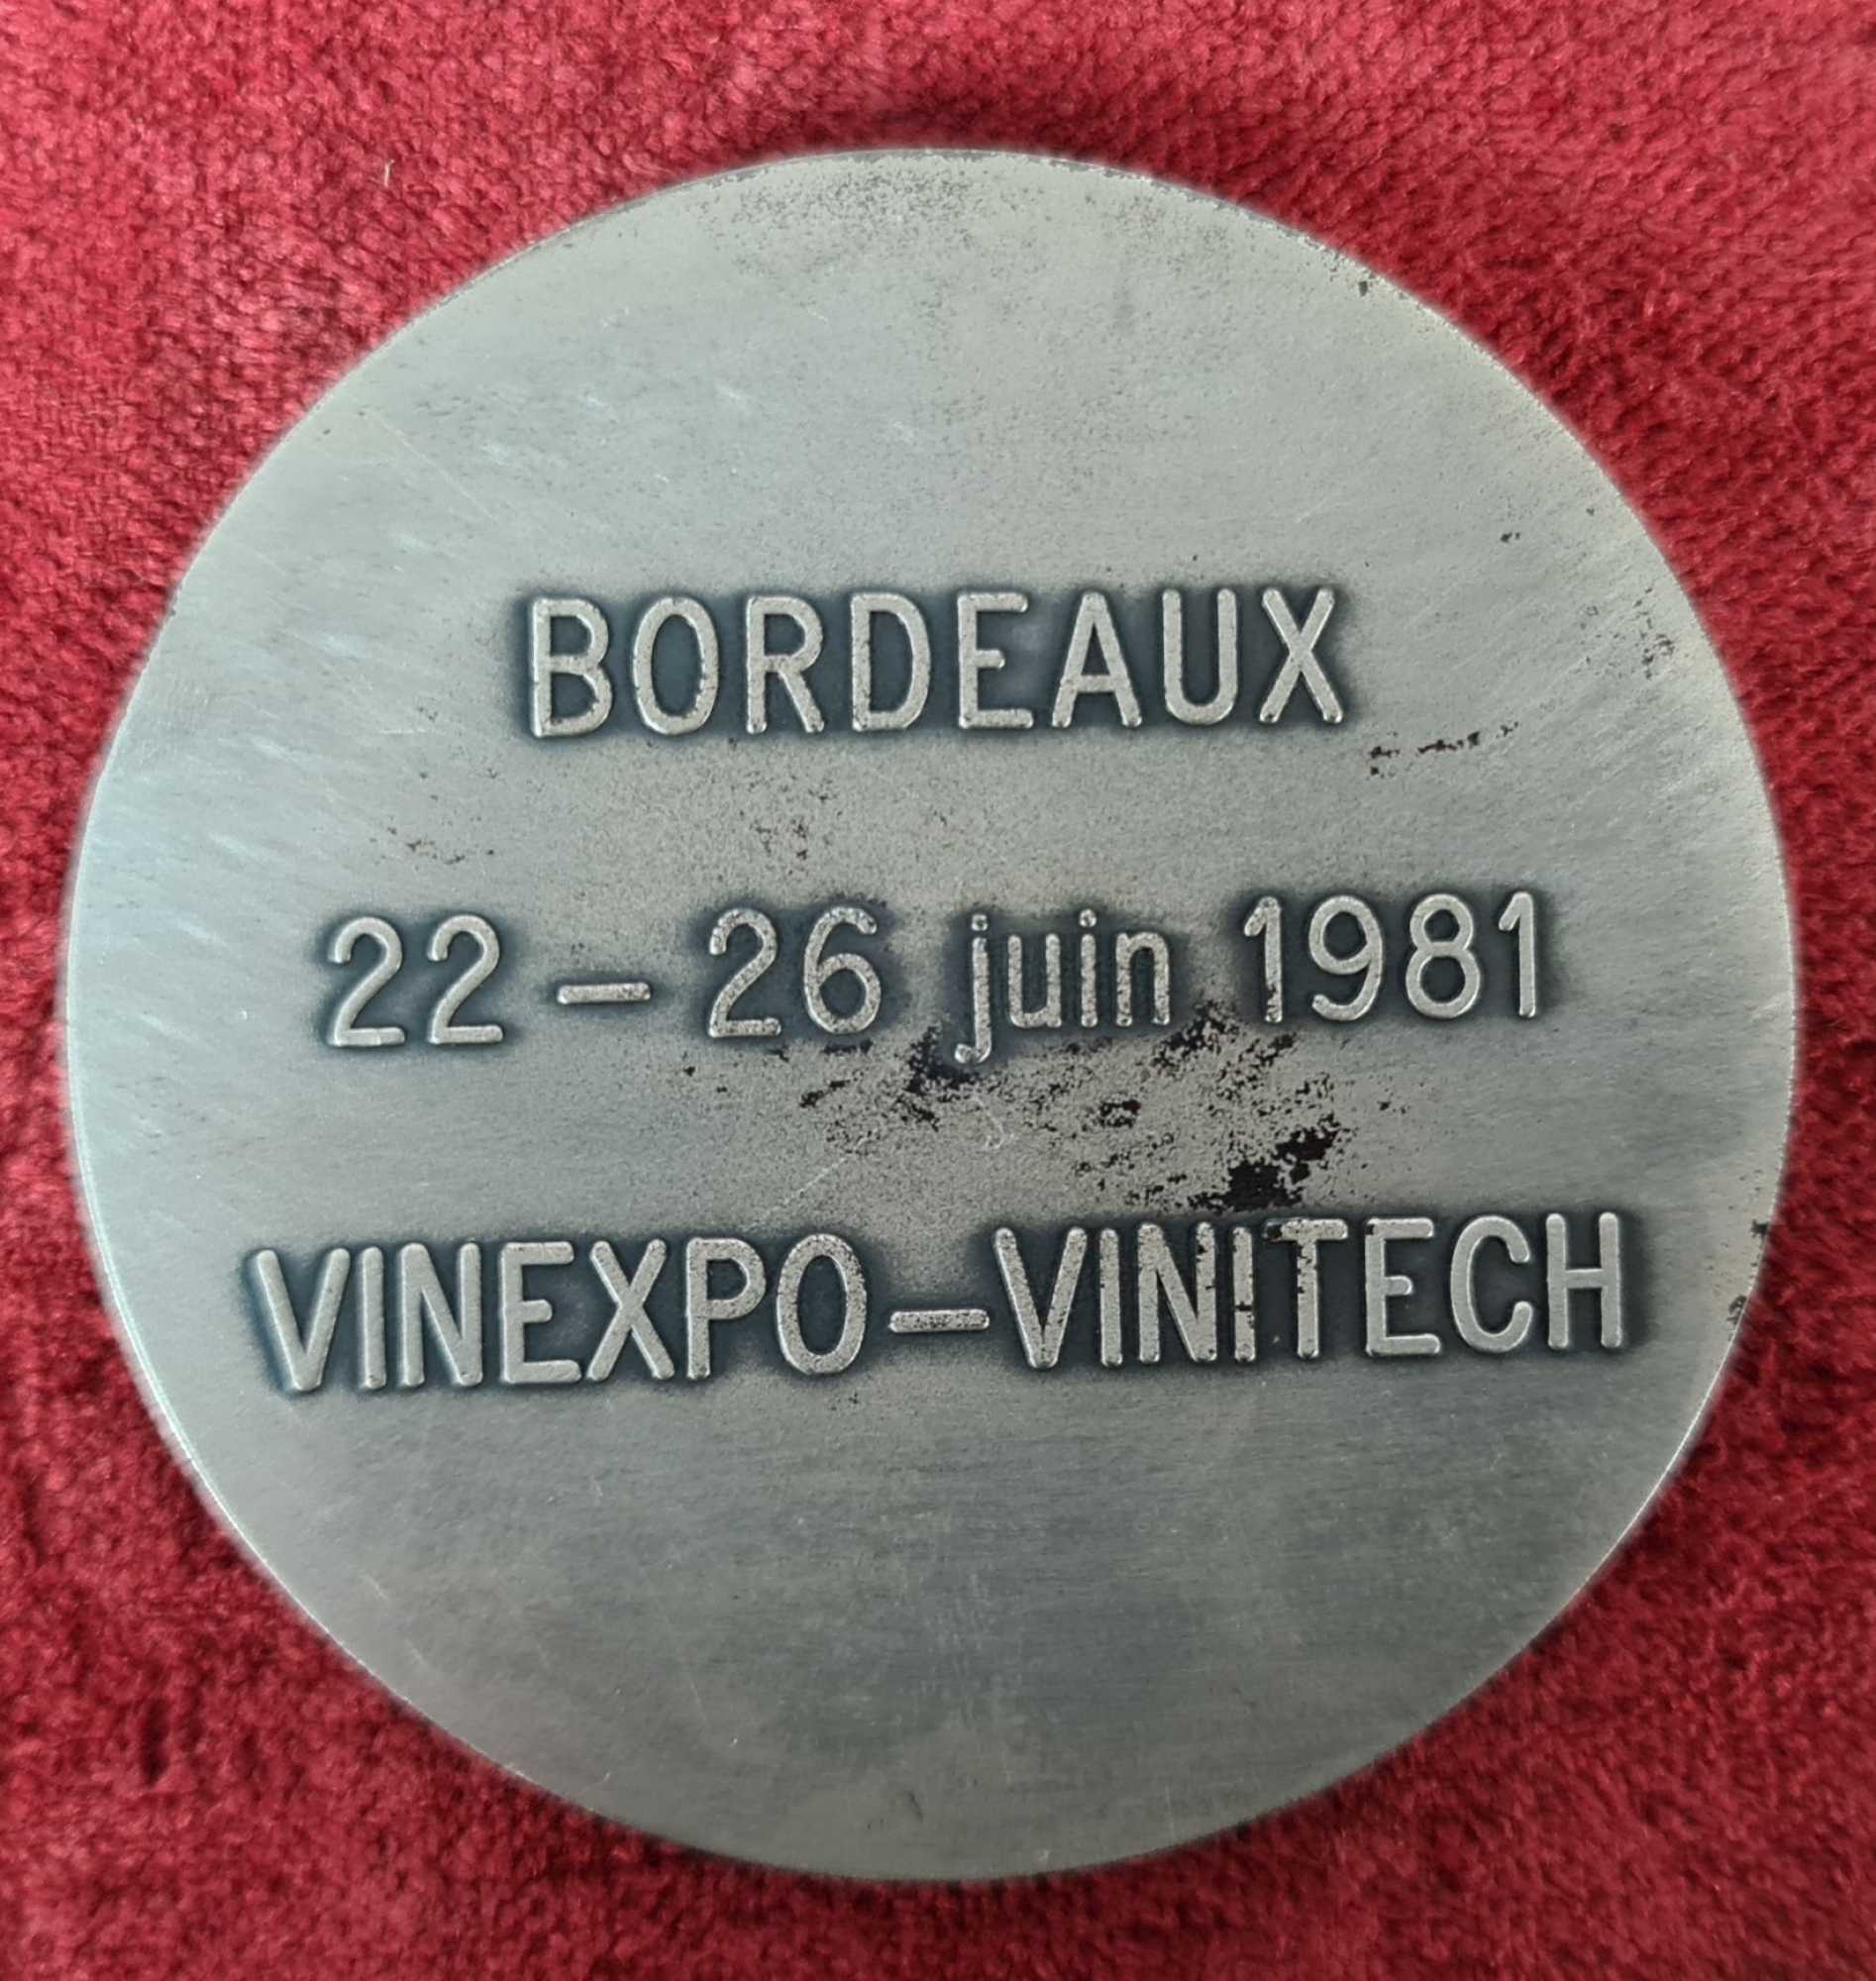 BORDEAUX
22 – 26 juin 1981
VINEXPO–VINITECH